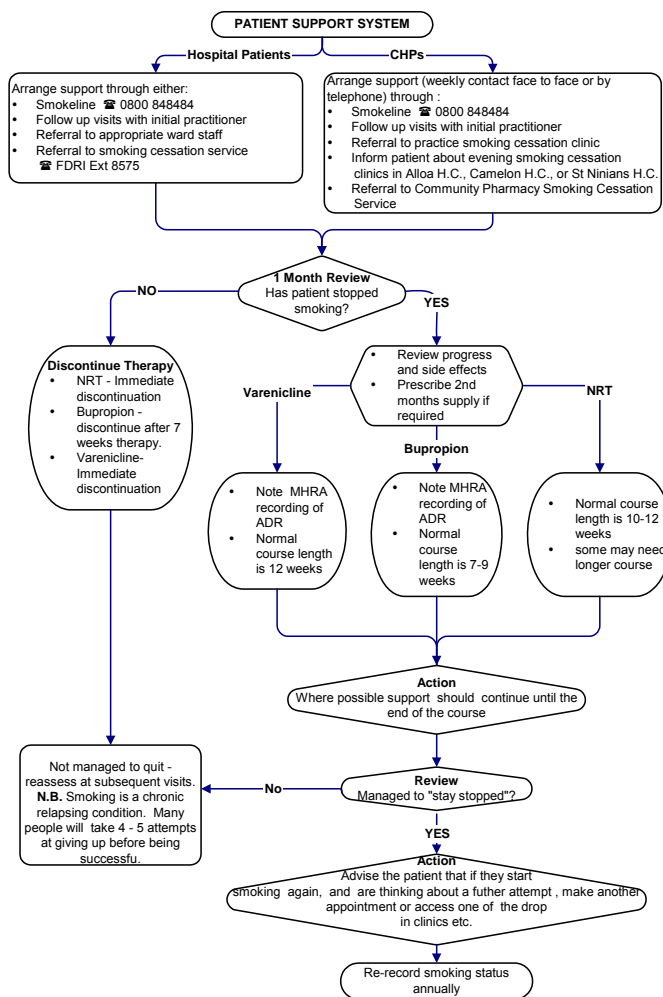 PATIENT SUPPORT SYSTEM
Hospital Patients
CHPs
Arrange support through either:
• Smokeline ☎ 0800 848484
• Follow up visits with initial practitioner
• Referral to appropriate ward staff
• Referral to smoking cessation service
☎ FDRI Ext 8575
Arrange support (weekly contact face to face or by
telephone) through :
• Smokeline ☎ 0800 848484
• Follow up visits with initial practitioner
• Referral to practice smoking cessation clinic
• Inform patient about evening smoking cessation
clinics in Alloa H.C., Camelon H.C., or St Ninians H.C.
• Referral to Community Pharmacy Smoking Cessation
Service
1 Month Review
Has patient stopped
smoking?
NO
YES
Discontinue Therapy
• NRT - Immediate
discontinuation
• Bupropion -
discontinue after 7
weeks therapy.
• Varenicline-
Immediate
discontinuation
• Review progress
and side effects
• Prescribe 2nd
months supply if
required
Varenicline
NRT
Bupropion
• Note MHRA
recording of
ADR
• Normal
course length
is 12 weeks
• Note MHRA
recording of
ADR
• Normal
course
length is 7-9
weeks
• Normal course
length is 10-12
weeks
• some may need
longer course
Action
Where possible support should continue until the
end of the course
Not managed to quit -
reassess at subsequent visits.
N.B. Smoking is a chronic
relapsing condition. Many
people will take 4 - 5 attempts
at giving up before being
successfu.
No
Review
Managed to "stay stopped"?
YES
Action
Advise the patient that if they start
smoking again, and are thinking about a futher attempt , make another
appointment or access one of the drop
in clinics etc.
Re-record smoking status
annually